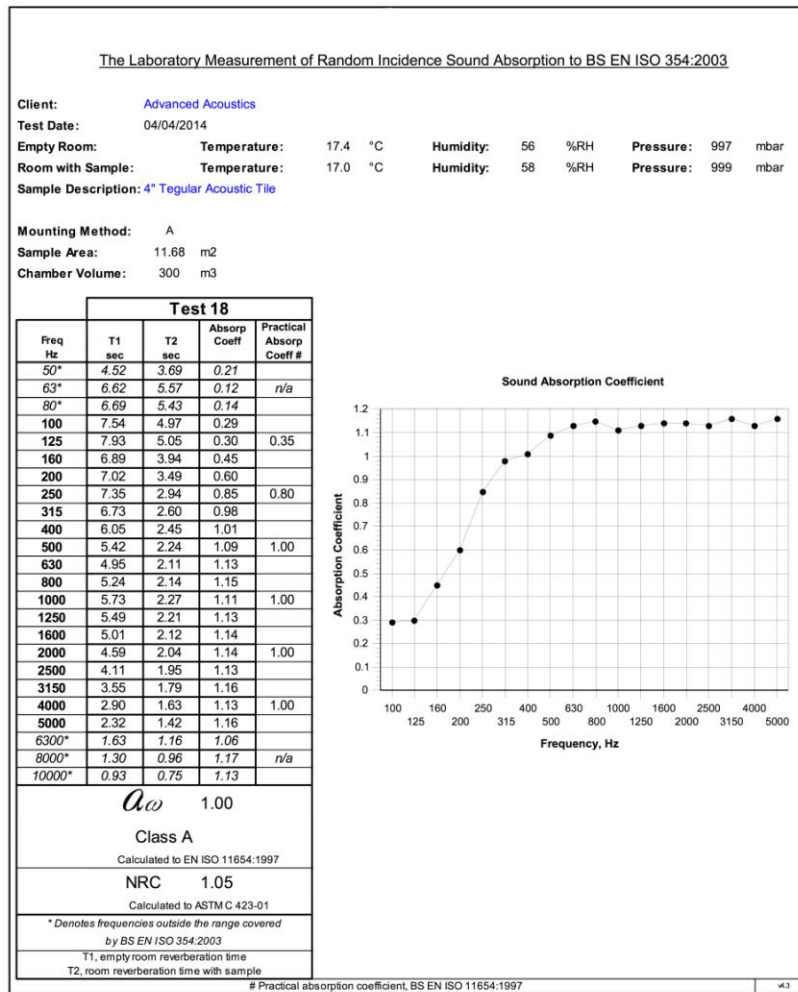 The Laboratory Measurement of Random Incidence Sound Absorption to BS EN ISO 354:2003
Client: Advanced Acoustics
Test Date: 04/04/2014
Empty Room: Temperature: 17.4 °C Humidity: 56 %RH Pressure: 997 mbar
Room with Sample: Temperature: 17.0 °C Humidity: 58 %RH Pressure: 999 mbar
Sample Description: 4" Tegular Acoustic Tile
Mounting Method: A
Sample Area: 11.68 m2
Chamber Volume: 300 m3
Test 18
Freq Hz T1 sec T2 sec Absorp Coeff Practical Absorp Coeff #
50* 4.52 3.69 0.21
63* 6.62 5.57 0.12 n/a
80* 6.69 5.43 0.14
100 7.54 4.97 0.29
125 7.93 5.05 0.30 0.35
160 6.89 3.94 0.45
200 7.02 3.49 0.60
250 7.35 2.94 0.85 0.80
315 6.73 2.60 0.98
400 6.05 2.45 1.01
500 5.42 2.24 1.09 1.00
630 4.95 2.11 1.13
800 5.24 2.14 1.15
1000 5.73 2.27 1.11 1.00
1250 5.49 2.21 1.13
1600 5.01 2.12 1.14
2000 4.59 2.04 1.14 1.00
2500 4.11 1.95 1.13
3150 3.55 1.79 1.16
4000 2.90 1.63 1.13 1.00
5000 2.32 1.42 1.16
6300* 1.63 1.16 1.06
8000* 1.30 0.96 1.17 n/a
10000* 0.93 0.75 1.13
αω 1.00
Class A
Calculated to EN ISO 11654:1997
NRC 1.05
Calculated to ASTM C 423-01
* Denotes frequencies outside the range covered
by BS EN ISO 354:2003
T1, empty room reverberation time
T2, room reverberation time with sample
Sound Absorption Coefficient
Absorption Coefficient
1.2
1.1
1
0.9
0.8
0.7
0.6
0.5
0.4
0.3
0.2
0.1
0
100 160 250 400 630 1000 1600 2500 4000
125 200 315 500 800 1250 2000 3150 5000
Frequency, Hz
# Practical absorption coefficient, BS EN ISO 11654:1997
v4.3